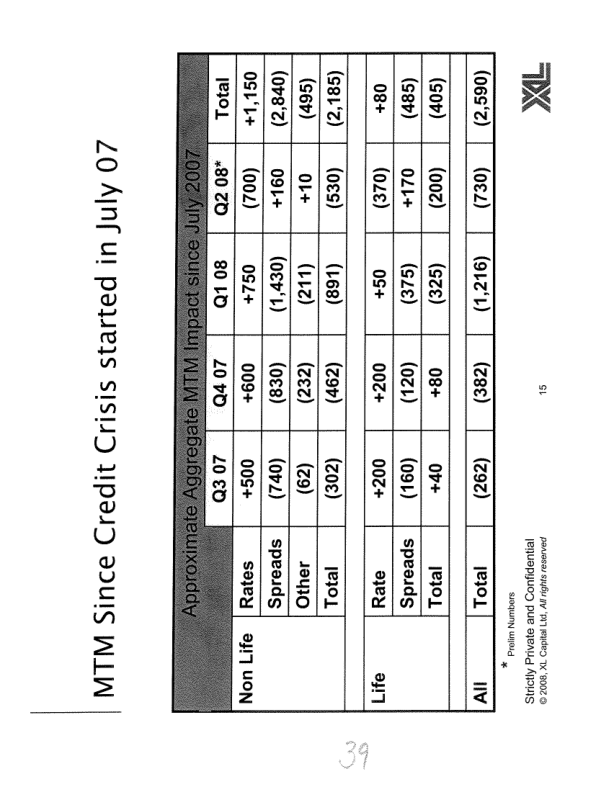 MTM Since Credit Crisis started in July 07
Approximate Aggregate MTM Impact since July 2007
Q3 07 Q4 07 Q1 08 Q2 08* Total
Non Life Rates +500 +600 +750 (700) +1,150
Spreads (740) (830) (1,430) +160 (2,840)
Other (62) (232) (211) +10 (495)
Total (302) (462) (891) (530) (2,185)
Life Rate +200 +200 +50 (370) +80
Spreads (160) (120) (375) +170 (485)
Total +40 +80 (325) (200) (405)
All Total (262) (382) (1,216) (730) (2,590)
* Prelim Numbers
Strictly Private and Confidential
© 2008, XL Capital Ltd, All rights reserved
15
XL
39